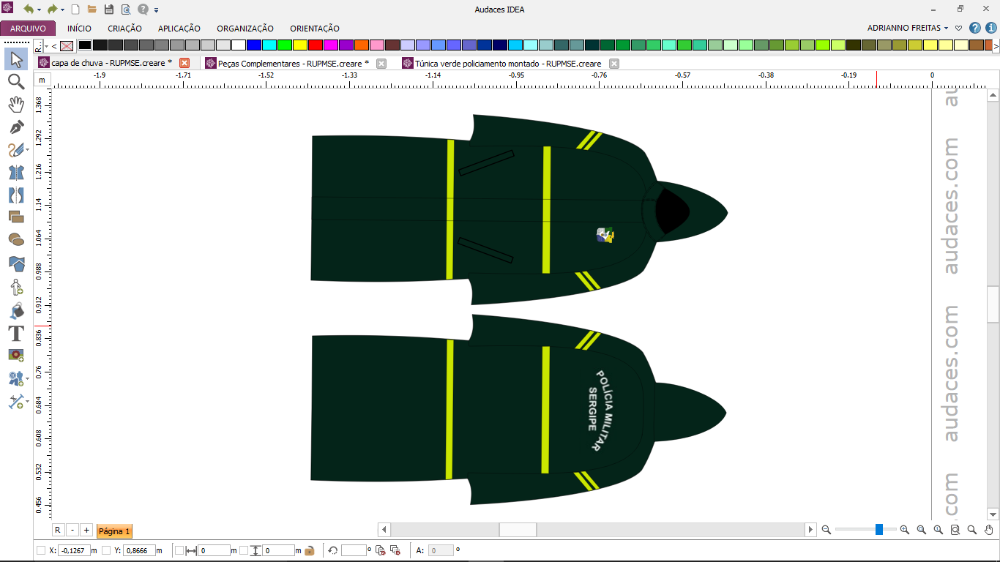 Audaces IDEA
ARQUIVO INÍCIO CRIAÇÃO APLICAÇÃO ORGANIZAÇÃO ORIENTAÇÃO ADRIANNO FREITAS
R..
capa de chuva - RUPMSE.creare * Peças Complementares - RUPMSE.creare * Túnica verde policiamento montado - RUPMSE.creare
m -1.9 -1.71 -1.52 -1.33 -1.14 -0.95 -0.76 -0.57 -0.38 -0.19 0
1.368
1.292
1.216
1.14
1.064
0.988
0.912
0.836
0.76
0.684
0.608
0.532
0.456
POLÍCIA MILITAR
SERGIPE
au
audaces.com
audaces.com
.com
R - + Página 1
X: -0,1267 m Y: 0,8666 m 0 m 0 m º A: 0 º